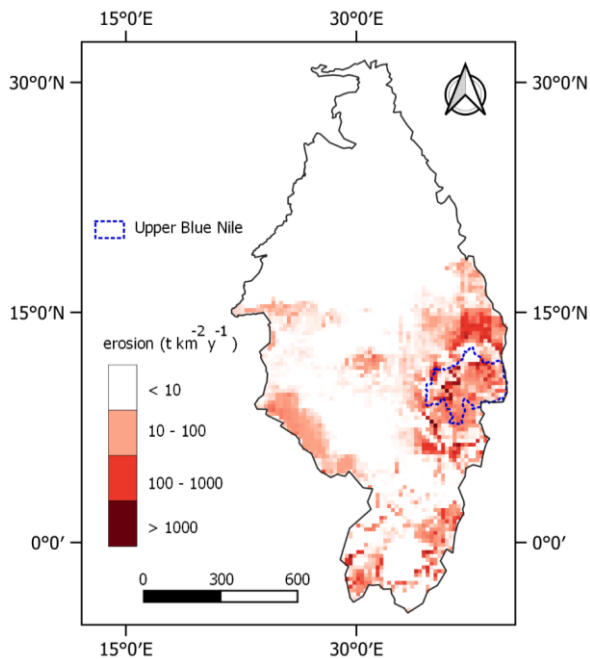 15°0′E 30°0′E
30°0′N 30°0′N
Upper Blue Nile
15°0′N 15°0′N
erosion (t km⁻² y⁻¹)
< 10
10 - 100
100 - 1000
> 1000
0°0′ 0°0′
0 300 600
15°0′E 30°0′E